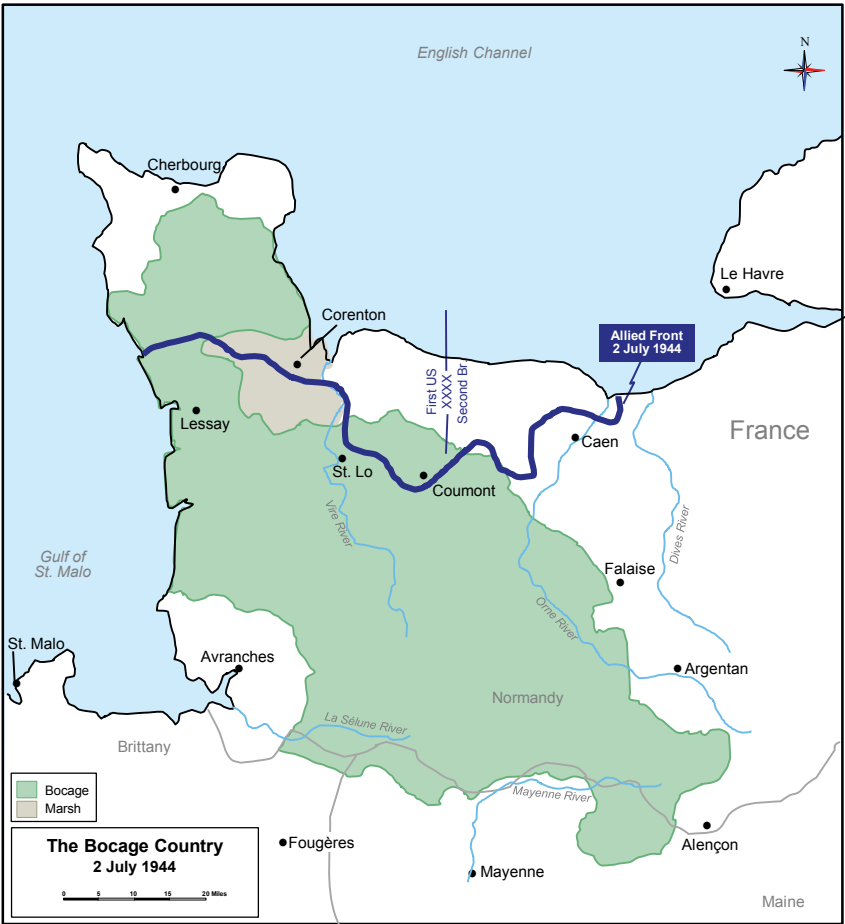 English Channel
N
Cherbourg
Le Havre
Corenton
Allied Front
2 July 1944
First US
XXXX
Second Br
Lessay
France
Caen
St. Lo
Coumont
Vire River
Dives River
Gulf of
St. Malo
Falaise
Orne River
St. Malo
Avranches
Argentan
Normandy
La Sélune River
Brittany
Mayenne River
Bocage
Marsh
Alençon
The Bocage Country
2 July 1944
0 5 10 15 20 Miles
Fougères
Mayenne
Maine